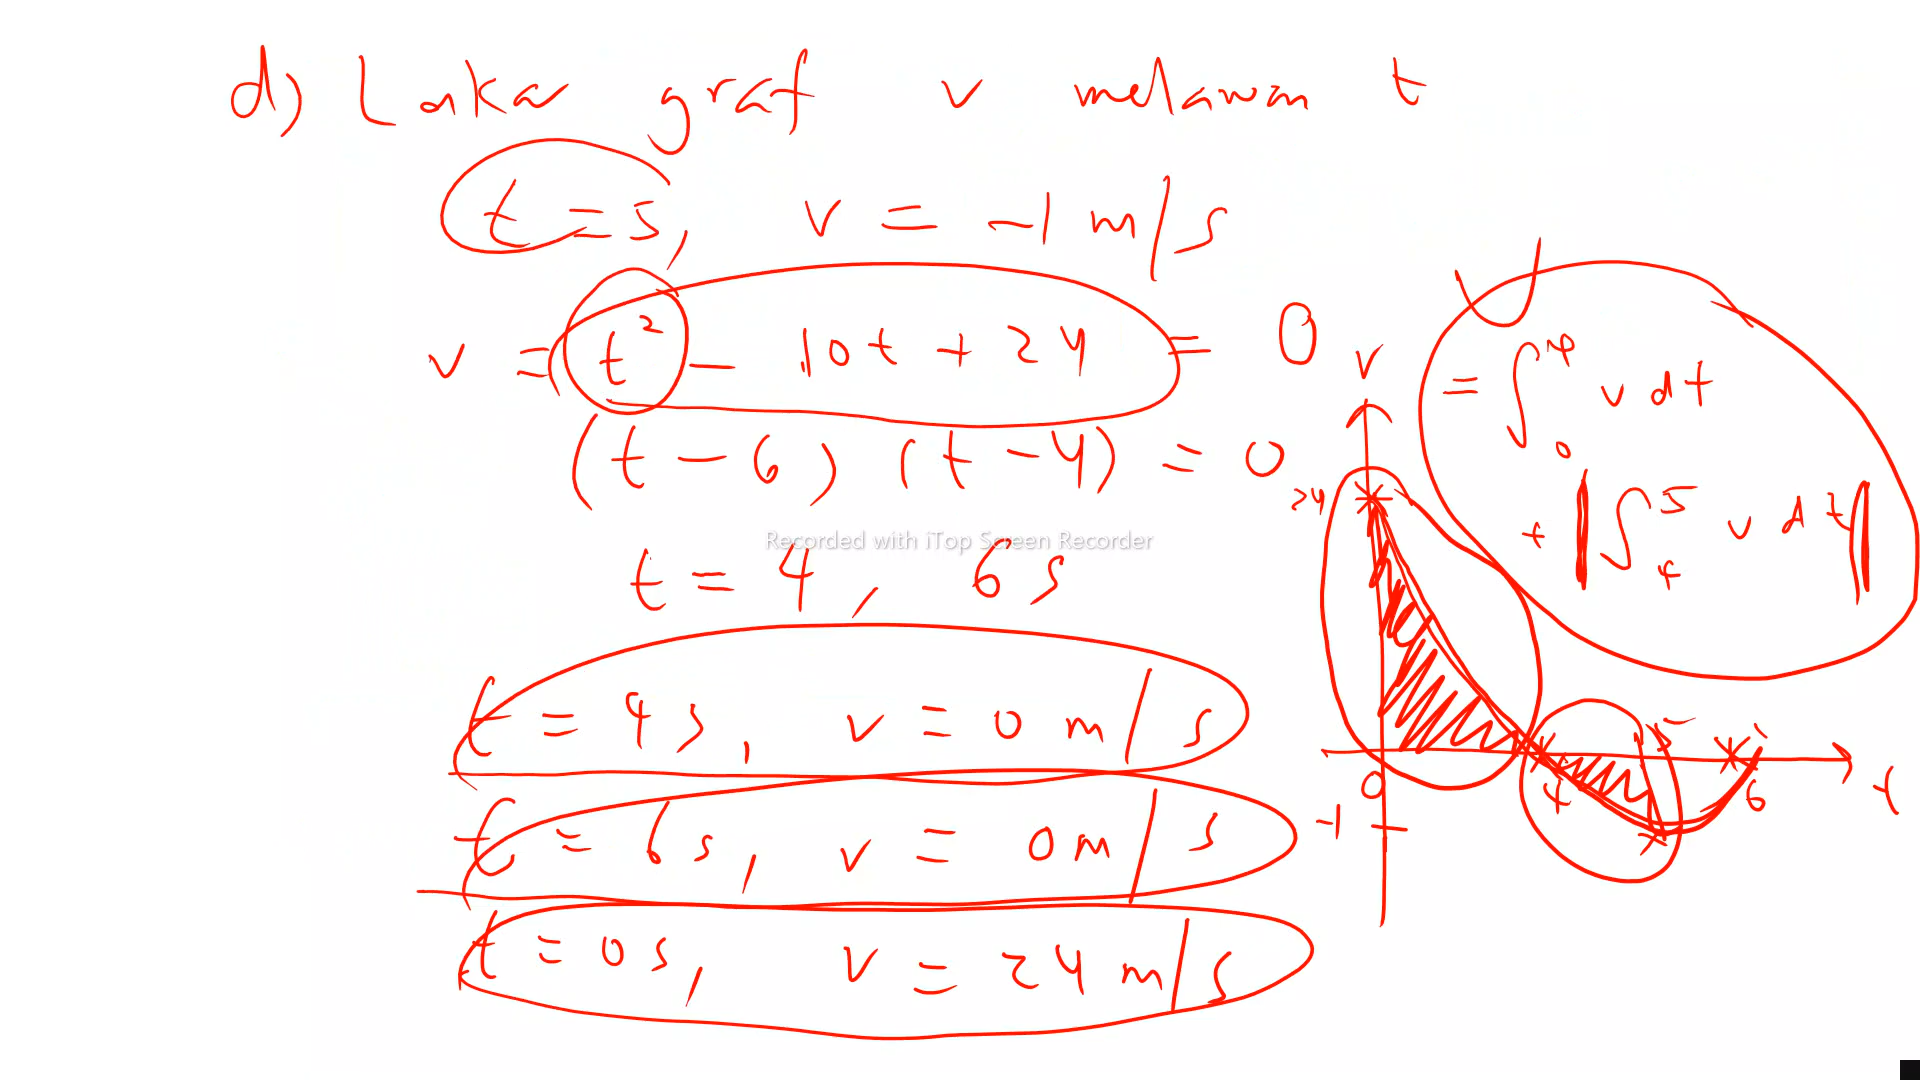 d) Lakar graf v melawan t
t = 5, v = -1 m/s
v = t² - 10t + 24 = 0
(t - 6) (t - 4) = 0
t = 4, 6 s
t = 4 s, v = 0 m/s
t = 6 s, v = 0 m/s
t = 0 s, v = 24 m/s
= ∫₀⁴ v dt
+ |∫₄⁵ v dt|
v
24
5
0
4
6
t
-1
Recorded with iTop Screen Recorder